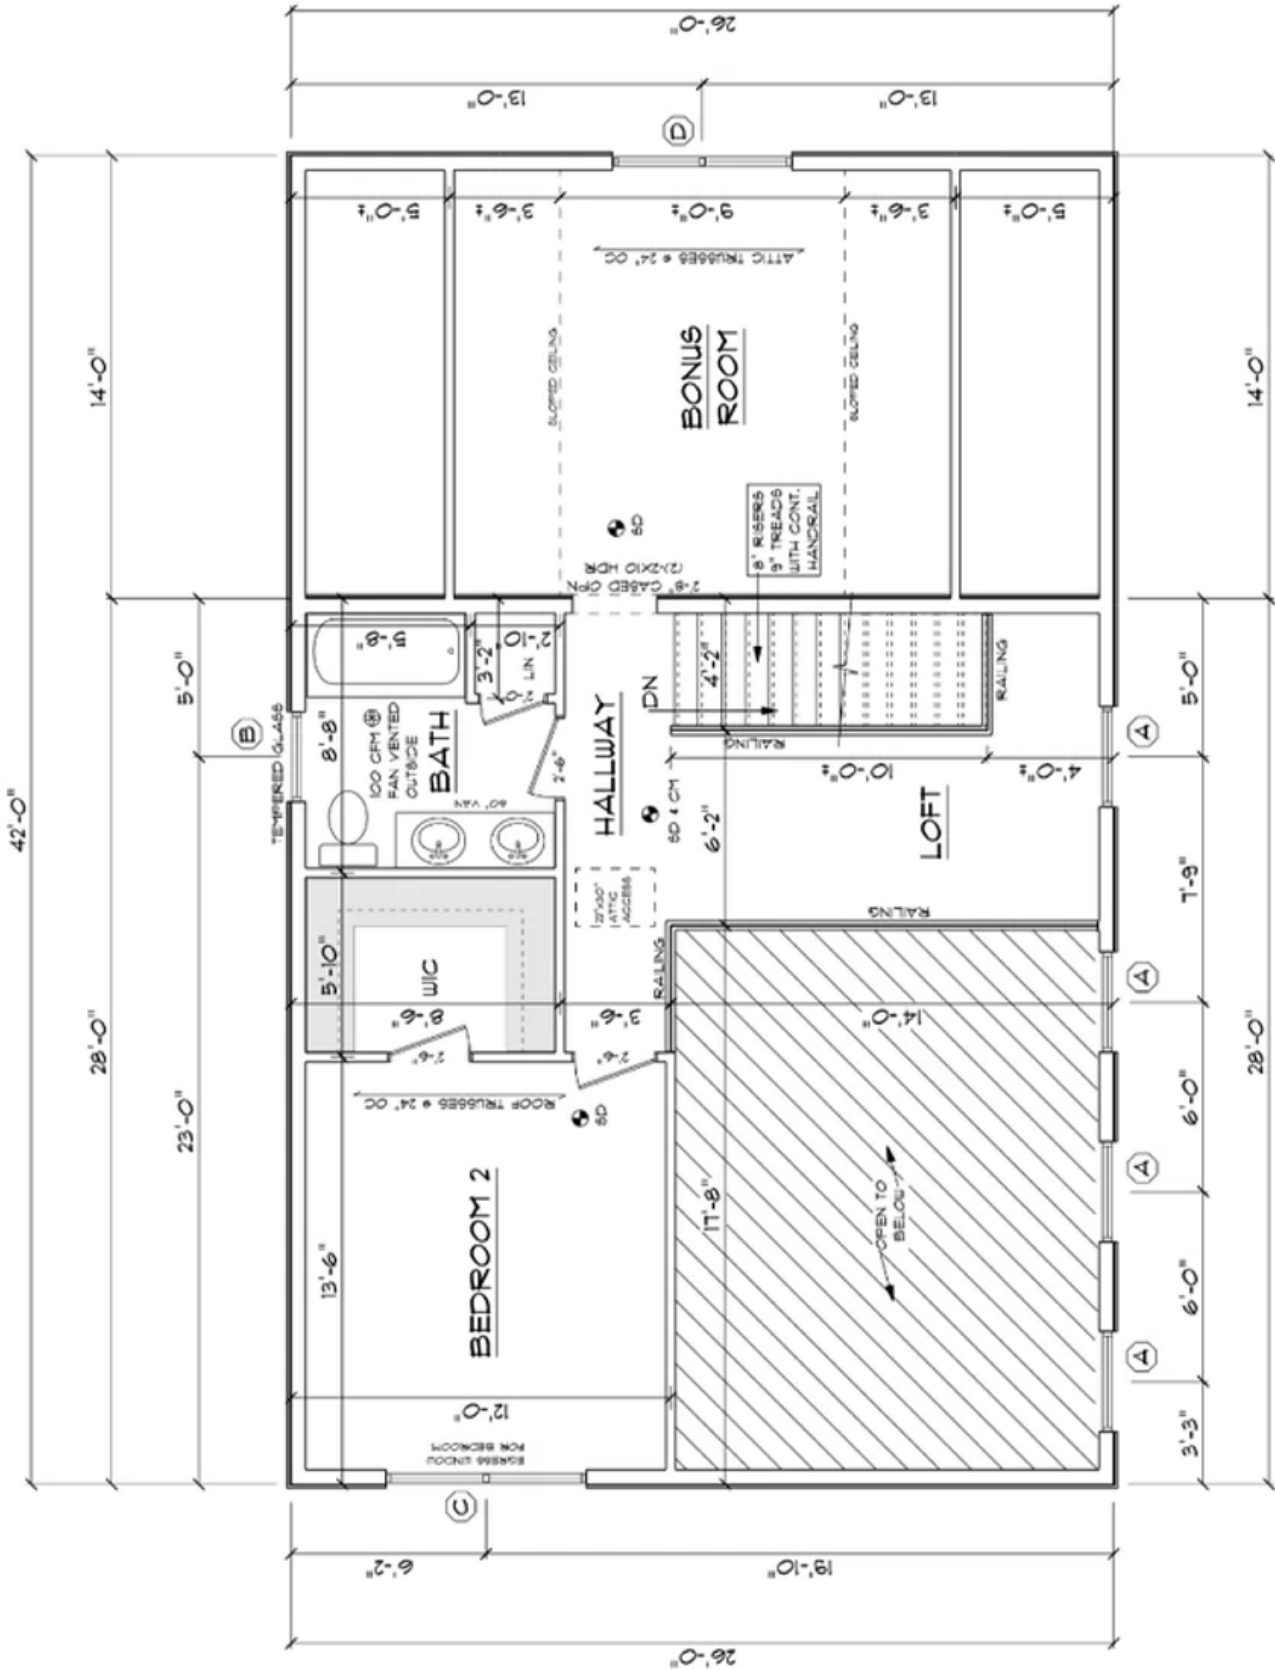 26'-0"
13'-0"
13'-0"
D
5'-0"±
3'-6"±
9'-0"±
3'-6"±
5'-0"±
ATTIC TRUSSES @ 24" OC
14'-0"
14'-0"
SLOPED CEILING
BONUS
ROOM
SLOPED CEILING
8" RISERS
9" TREADS
WITH CONT.
HANDRAIL
SD
(2)-2X10 HDR
2'-8" CASED OPN
5'-8"
3'-2"
2'-10"
LIN
2'-0"
4'-2"
DN
RAILING
RAILING
5'-0"
5'-0"
B
TEMPERED GLASS
8'-8"
100 CFM
FAN VENTED
OUTSIDE
BATH
2'-6"
60" VAN
HALLWAY
10'-0"±
4'-0"±
A
SD & CM
6'-2"
LOFT
42'-0"
22"X30"
ATTIC
ACCESS
RAILING
7'-9"
RAILING
5'-10"
WIC
8'-6"
3'-6"
14'-0"
A
2'-6"
2'-6"
28'-0"
28'-0"
23'-0"
ROOF TRUSSES @ 24" OC
SD
6'-0"
A
BEDROOM 2
17'-8"
OPEN TO
BELOW
13'-6"
6'-0"
A
12'-0"
EGRESS WINDOW
FOR BEDROOM
3'-3"
C
6'-2"
19'-10"
26'-0"